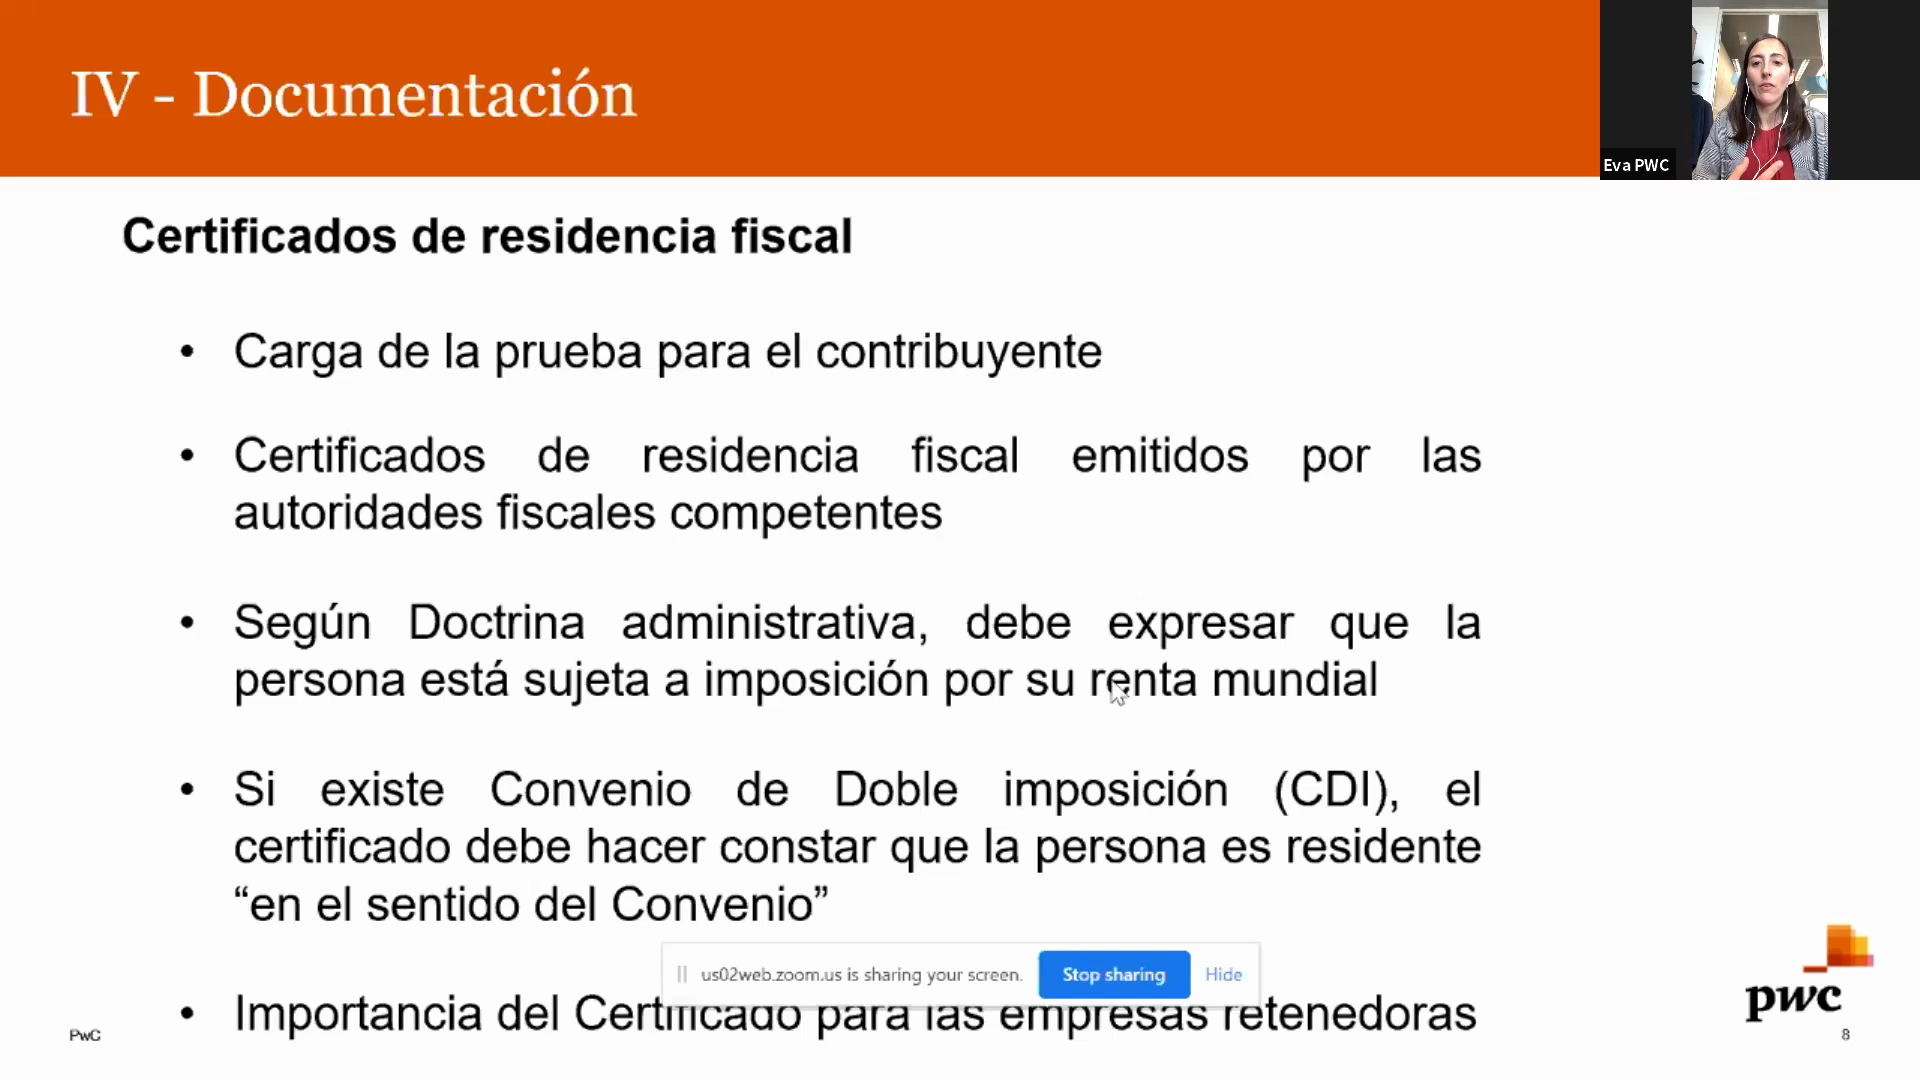 IV - Documentación
Eva PWC
Certificados de residencia fiscal
• Carga de la prueba para el contribuyente
• Certificados de residencia fiscal emitidos por las
autoridades fiscales competentes
• Según Doctrina administrativa, debe expresar que la
persona está sujeta a imposición por su renta mundial
• Si existe Convenio de Doble imposición (CDI), el
certificado debe hacer constar que la persona es residente
“en el sentido del Convenio”
us02web.zoom.us is sharing your screen. Stop sharing Hide
• Importancia del Certificado para las empresas retenedoras
pwc
PwC
8